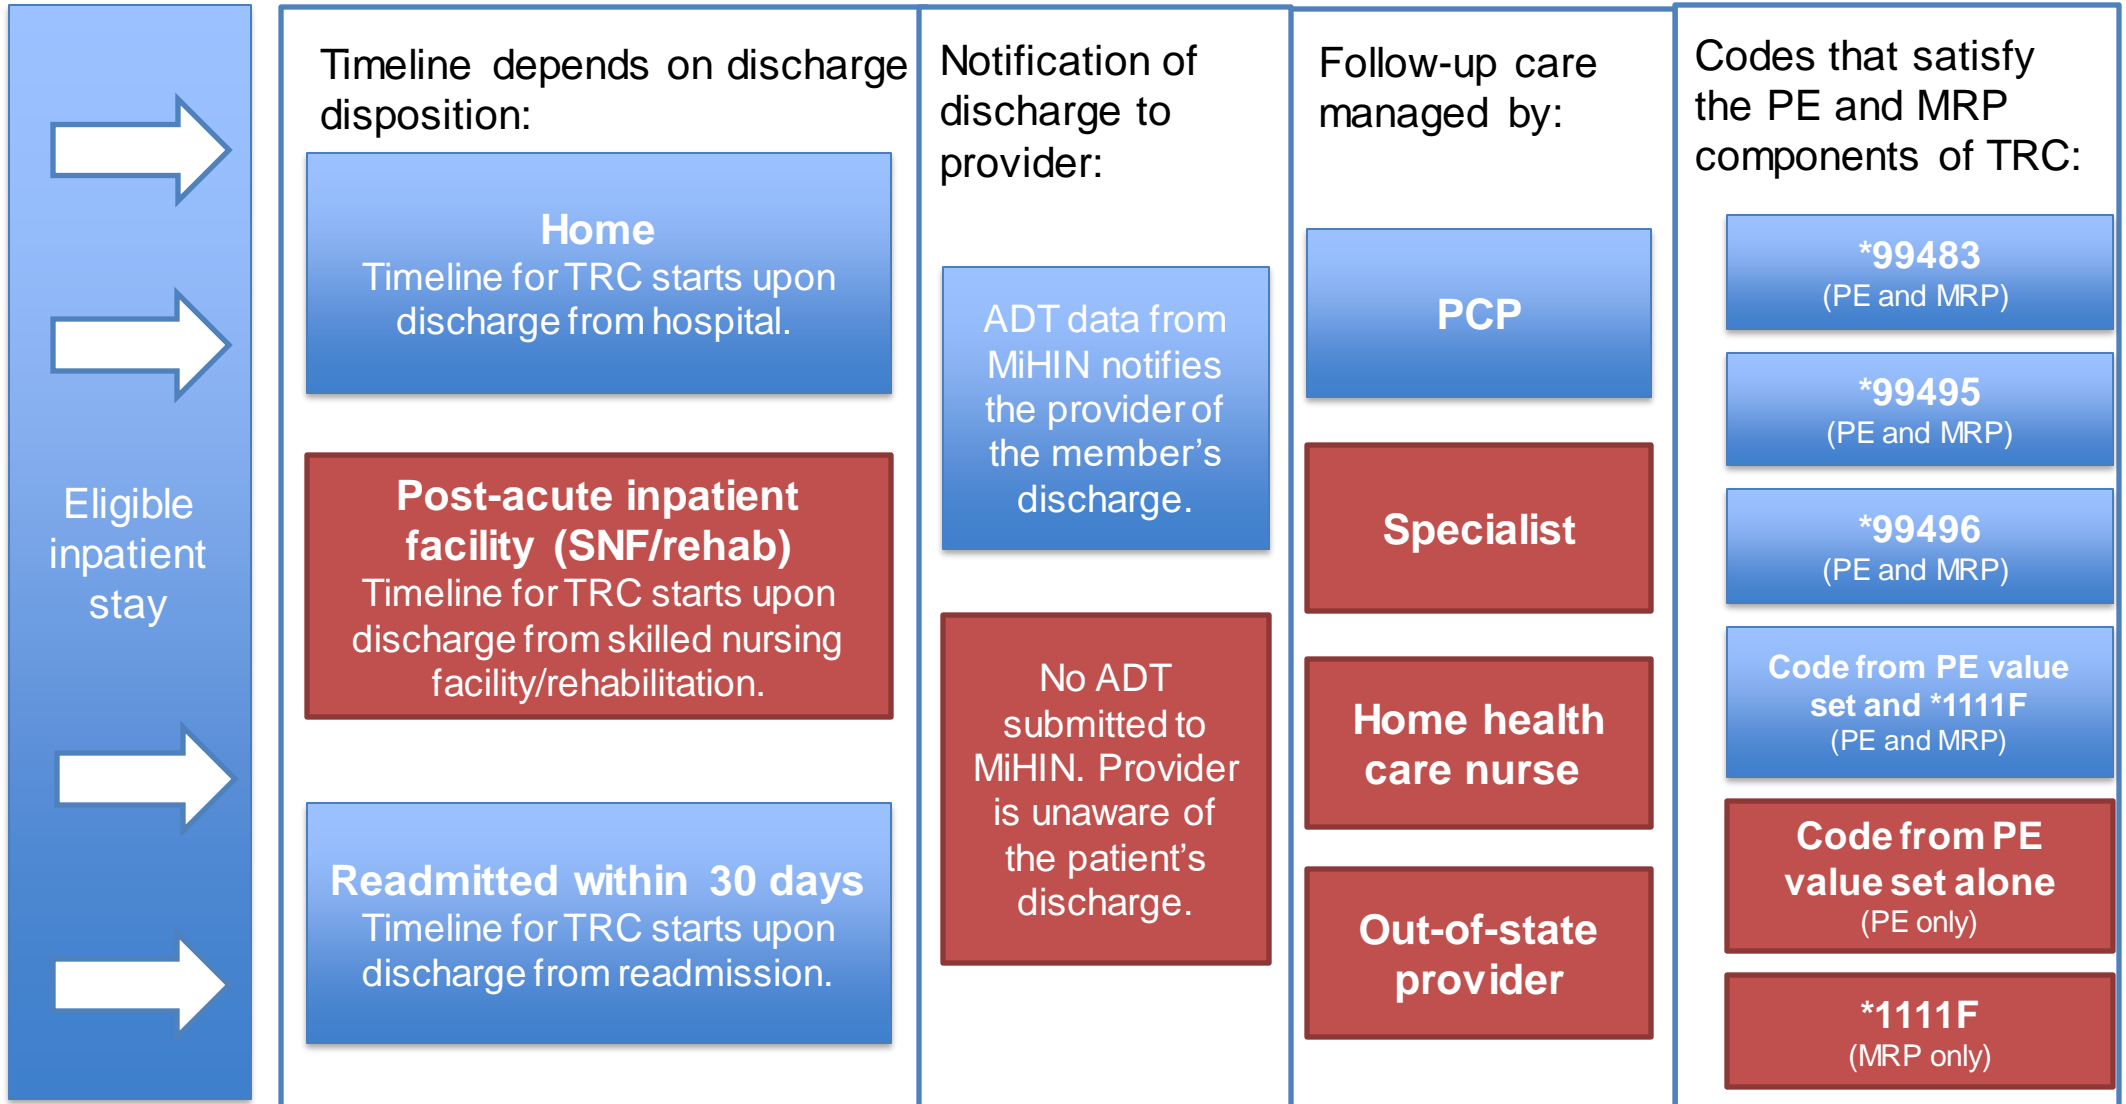 Eligible
inpatient
stay
Timeline depends on discharge
disposition:
Home
Timeline for TRC starts upon
discharge from hospital.
Post-acute inpatient
facility (SNF/rehab)
Timeline for TRC starts upon
discharge from skilled nursing
facility/rehabilitation.
Readmitted within 30 days
Timeline for TRC starts upon
discharge from readmission.
Notification of
discharge to
provider:
ADT data from
MiHIN notifies
the provider of
the member’s
discharge.
No ADT
submitted to
MiHIN. Provider
is unaware of
the patient’s
discharge.
Follow-up care
managed by:
PCP
Specialist
Home health
care nurse
Out-of-state
provider
Codes that satisfy
the PE and MRP
components of TRC:
*99483
(PE and MRP)
*99495
(PE and MRP)
*99496
(PE and MRP)
Code from PE value
set and *1111F
(PE and MRP)
Code from PE
value set alone
(PE only)
*1111F
(MRP only)